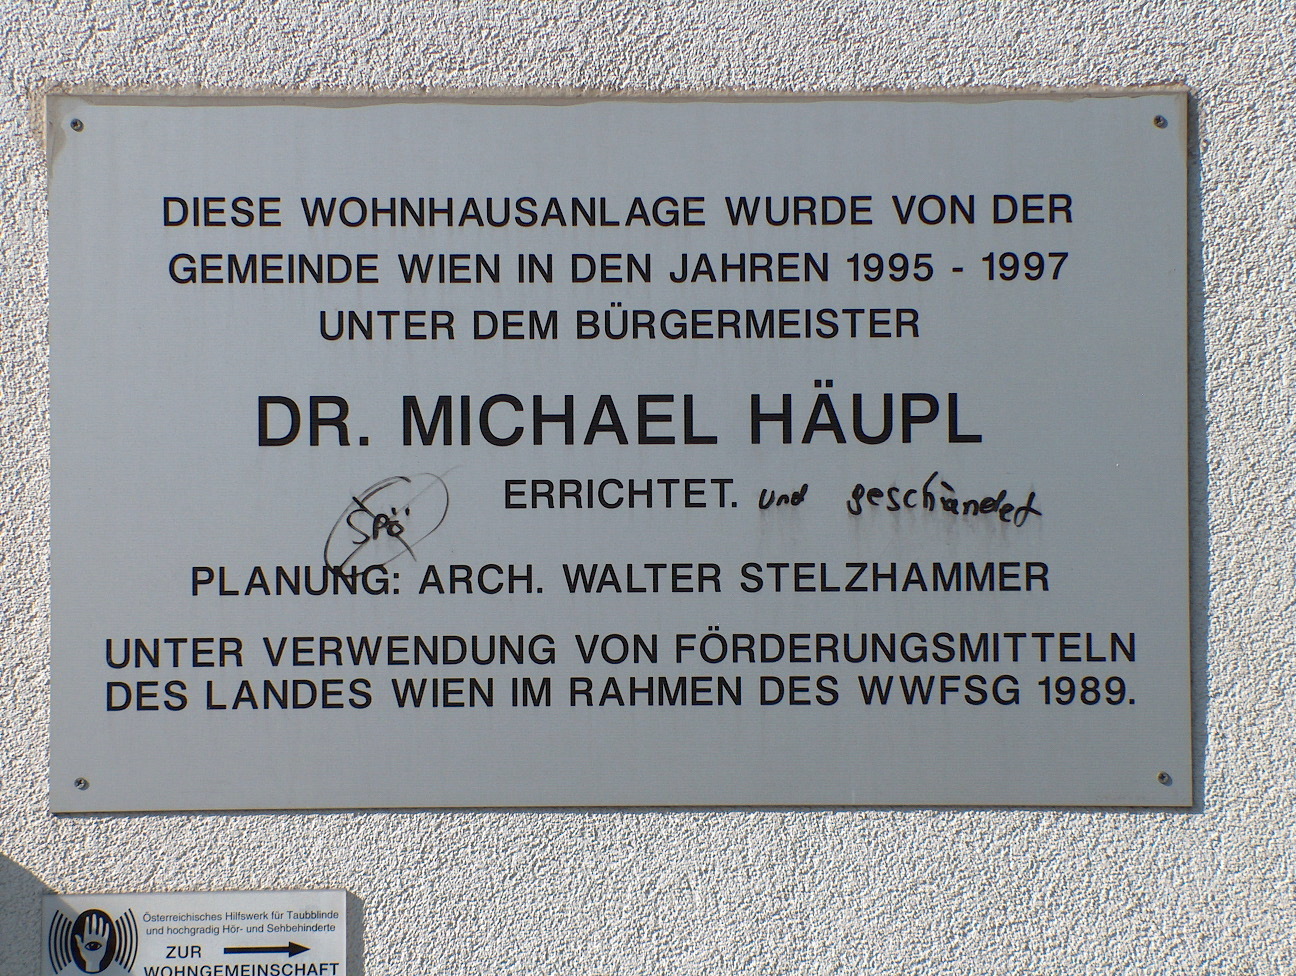 DIESE WOHNHAUSANLAGE WURDE VON DER
GEMEINDE WIEN IN DEN JAHREN 1995 - 1997
UNTER DEM BÜRGERMEISTER
DR. MICHAEL HÄUPL
ERRICHTET. und geschändet
SPÖ
PLANUNG: ARCH. WALTER STELZHAMMER
UNTER VERWENDUNG VON FÖRDERUNGSMITTELN
DES LANDES WIEN IM RAHMEN DES WWFSG 1989.
Österreichisches Hilfswerk für Taubblinde
und hochgradig Hör- und Sehbehinderte
ZUR
WOHNGEMEINSCHAFT